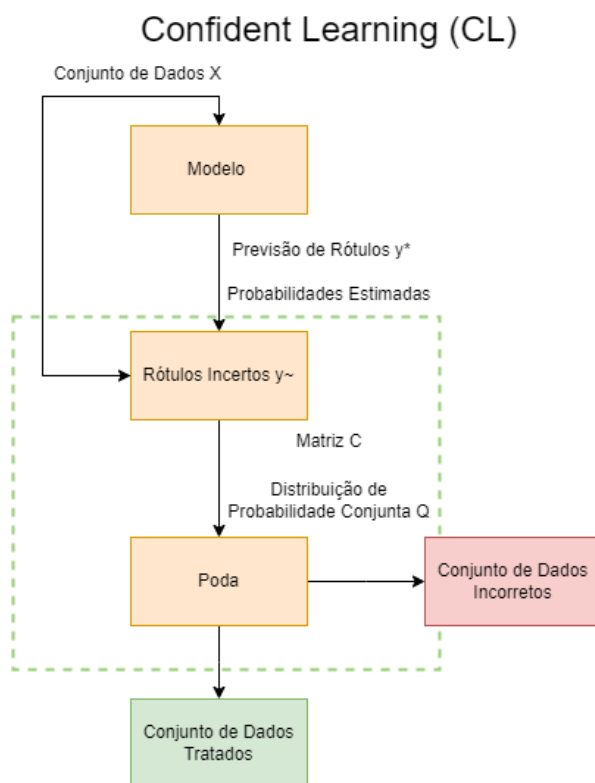 Confident Learning (CL)
Conjunto de Dados X
Modelo
Previsão de Rótulos y*
Probabilidades Estimadas
Rótulos Incertos y~
Matriz C
Distribuição de
Probabilidade Conjunta Q
Poda
Conjunto de Dados
Incorretos
Conjunto de Dados
Tratados